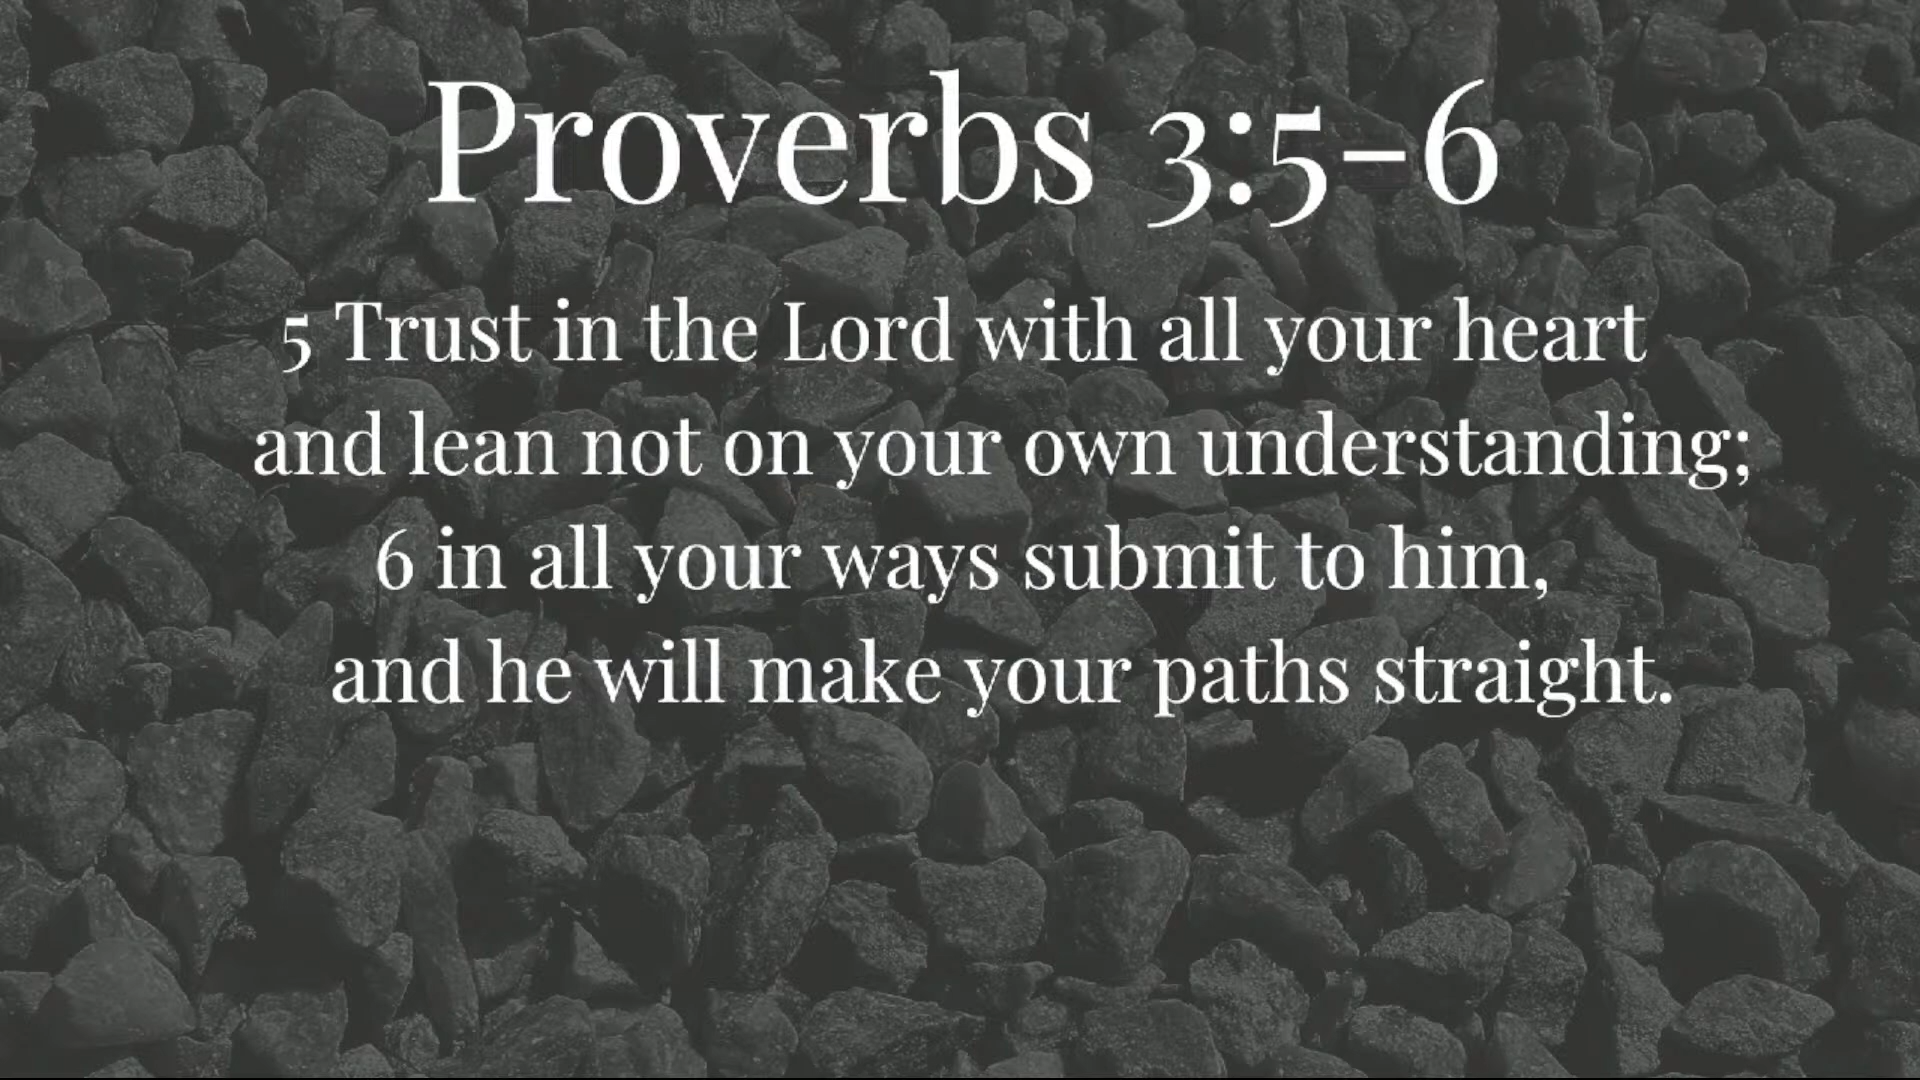 Proverbs 3:5-6
5 Trust in the Lord with all your heart
and lean not on your own understanding;
6 in all your ways submit to him,
and he will make your paths straight.